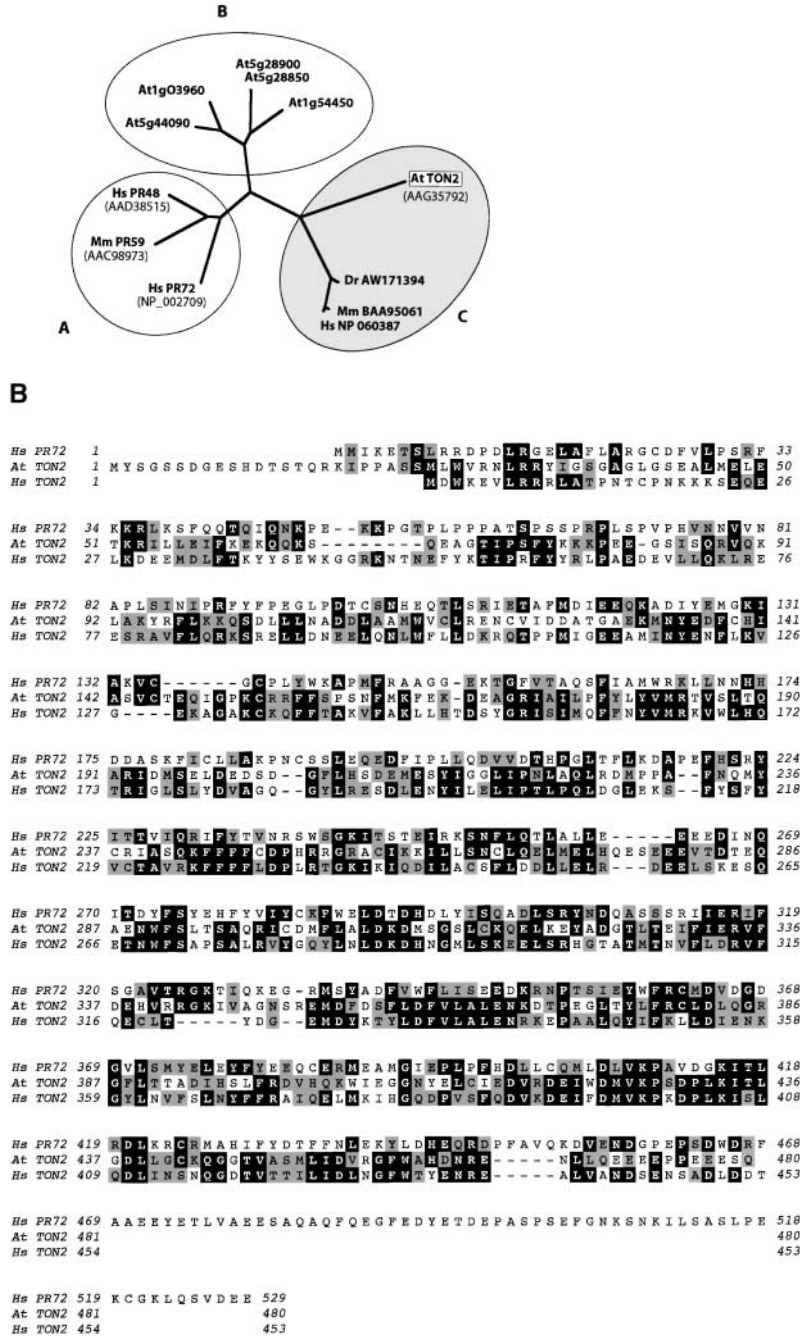 B
At5g28900
At5g28850
At1gO3960
At1g54450
At5g44090
At TON2
(AAG35792)
Hs PR48
(AAD38515)
Mm PR59
(AAC98973)
Hs PR72
(NP_002709)
Dr AW171394
Mm BAA95061
Hs NP 060387
A
C
B
Hs PR72 1 MMIKETSLRRDPDLRGELAFLARGCDFVLPSRF 33
At TON2 1 MYSGSSDGESHDTSTQRKIPPASSMLWVRNLRRYIGSGAGLGSEALMELE 50
Hs TON2 1 MDWKEVLRRRLATPNTCPNKKKSEQE 26
Hs PR72 34 KKRLKSFQQTQIQNKPE--KKPGTPLPPPATSPSSPRPLSPVPHVNNVVN 81
At TON2 51 TKRILLEIFKEKQQKS--------QEAGTIPSFYKKKPEE-GSISQRVQK 91
Hs TON2 27 LKDEEMDLFTKYYSEWKGGRKNTNEFYKTIPRFYYRLPAEDEVLLQKLRE 76
Hs PR72 82 APLSINIPRFYFPEGLPDTCSNHEQTLSRIETAFMDIEEQKADIYEMGKI 131
At TON2 92 LAKYRFLKKQSDLLLNADDLAAMWVCLRENCVIDDATGAEKMNYEDFCHI 141
Hs TON2 77 ESRAVFLQRKSRELLDNEELQNLWFLLDKRQTPPMIGEEAMINYENFLKV 126
Hs PR72 132 AKVC------GCPLYWKAPMFRAAGG-EKTGFVTAQSFIAMWRKLLNNHH 174
At TON2 142 ASVCTEQIGPKCRRFFSPSNFMKFEK-DEAGRIAILPFYLYVMRTVSLTQ 190
Hs TON2 127 G----EKAGAKCKQFFTAKVFAKLLHTDSYGRISIMQFFNYVMRKVWLHQ 172
Hs PR72 175 DDASKFICLLAKPNCSSLEQEDFIPLLQDVVDTHPGLTFLKDAPEFHSRY 224
At TON2 191 ARIDMSELDEDSD--GFLHSDEMESYIGGLIPNLAQLRDMPPA--FNQMY 236
Hs TON2 173 TRIGLSLYDVAGQ--GYLRESDLENYILELIPTLPQLDGLEKS--FYSFY 218
Hs PR72 225 ITTVIQRIFYTVNRSWSGKITSTEIRKSNFLQTLALLE-----EEEDINQ 269
At TON2 237 CRIASQKFFFFCDPHRRGRACIKKILLSNCLQELMELHQESEEEVTDTEQ 286
Hs TON2 219 VCTAVRKFFFFLDPLRTGKIKIQDILACSFLDDLLELR---DEELSKESQ 265
Hs PR72 270 ITDYFSYEHFYVIYCKFWELDTDHDLYISQADLSRYNDQASSSRIIERIF 319
At TON2 287 AENWFSLTSAQRICDMFLALDKDMSGSLCKQELKEYADGTLTEIFIERVF 336
Hs TON2 266 ETNWFSAPSALRVYGQYLNLDKDHNGMLSKEELSRHGTATMTNVFLDRVF 315
Hs PR72 320 SGAVTRGKTIQKEG-RMSYADFVWFLISEEDKRNPTSIEYWFRCMDVDGD 368
At TON2 337 DEHVRRGKIVAGNSREMDFDSFLDFVLALENKDTPEGLTYLFRCLDLQGR 386
Hs TON2 316 QECLT-----YDG--EMDYKTYLDFVLALENRKEPAALQYIFKLLDIENK 358
Hs PR72 369 GVLSMYELEYFYEEQCERMEAMGIEPLPFHDLLCQMLDLVKPAVDGKITL 418
At TON2 387 GFLTTADIHSLFRDVHQKWIEGGNYELCIEDVRDEIWDMVKPSDPLKITL 436
Hs TON2 359 GYLNVFSLNYFFRAIQELMKIHGQDPVSFQDVKDEIFDMVKPKDPLKISL 408
Hs PR72 419 RDLKRCRMAHIFYDTFFNLEKYLDHEQRDPFAVQKDVENDGPEPSDWDRF 468
At TON2 437 GDLLGCKQGGTVASMLIDVRGFWAHDNRE-----NLLQEEEEPPEEESQ 480
Hs TON2 409 QDLINSNQGDTVTTILIDLNGFWTYENRE-----ALVANDSENSADLDDT 453
Hs PR72 469 AAEEYETLVAEESAQAQFQEGFEDYETDEPASPSEFGNKSNKILSASLPE 518
At TON2 481 480
Hs TON2 454 453
Hs PR72 519 KCGKLQSVDEE 529
At TON2 481 480
Hs TON2 454 453